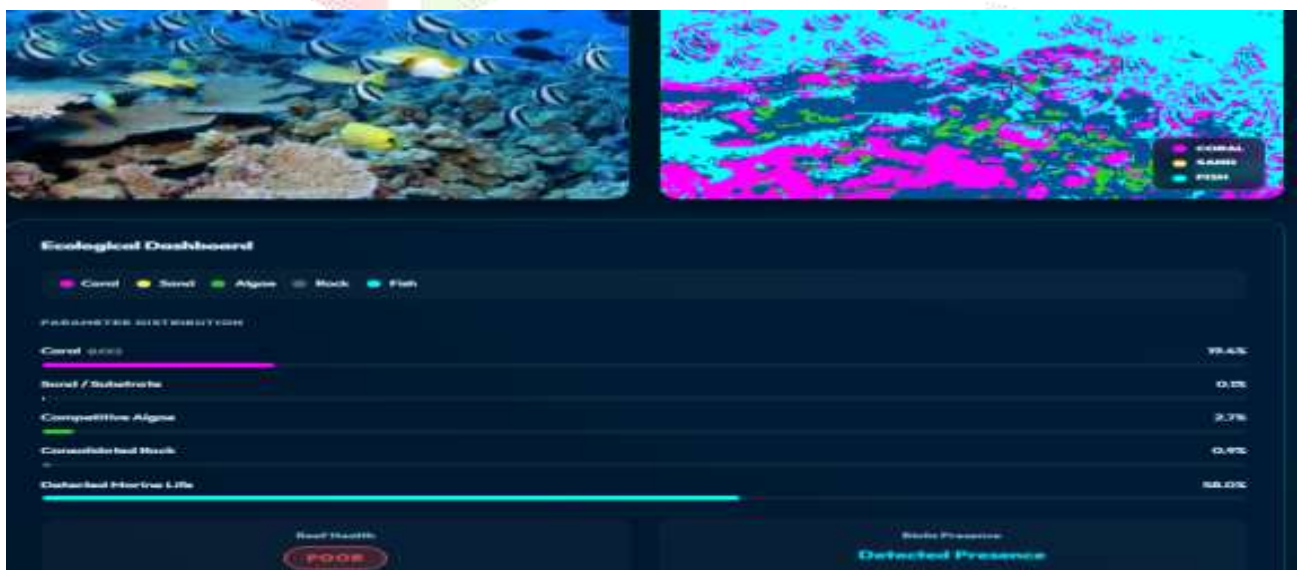 CORAL
SAND
FISH
Ecological Dashboard
Coral Sand Algae Rock Fish
PARAMETER DISTRIBUTION
Coral
19.4%
Sand / Substrate
0.1%
Competitive Algae
2.7%
Consolidated Rock
0.9%
Detected Marine Life
58.0%
Reef Health
POOR
Biotic Presence
Detected Presence